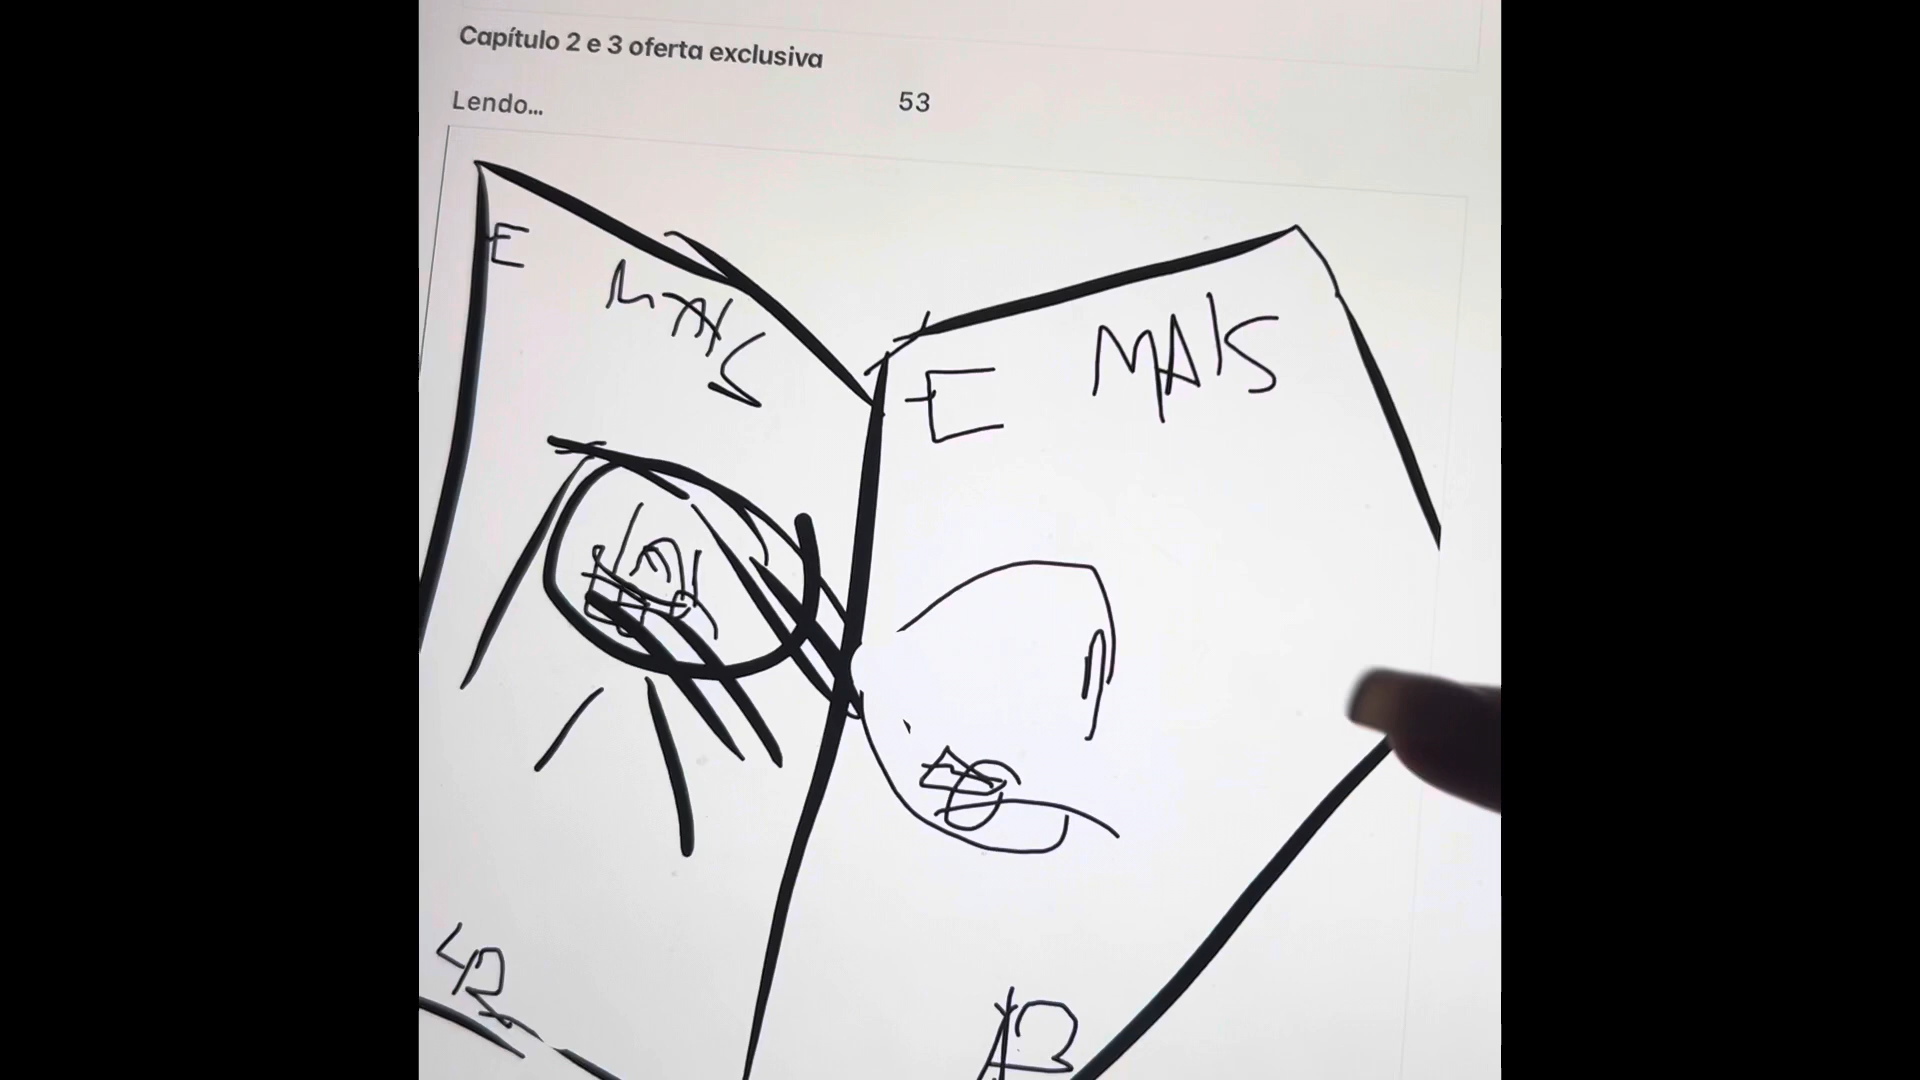 Capítulo 2 e 3 oferta exclusiva
Lendo... 53
E MAIS
E MAIS
42
43